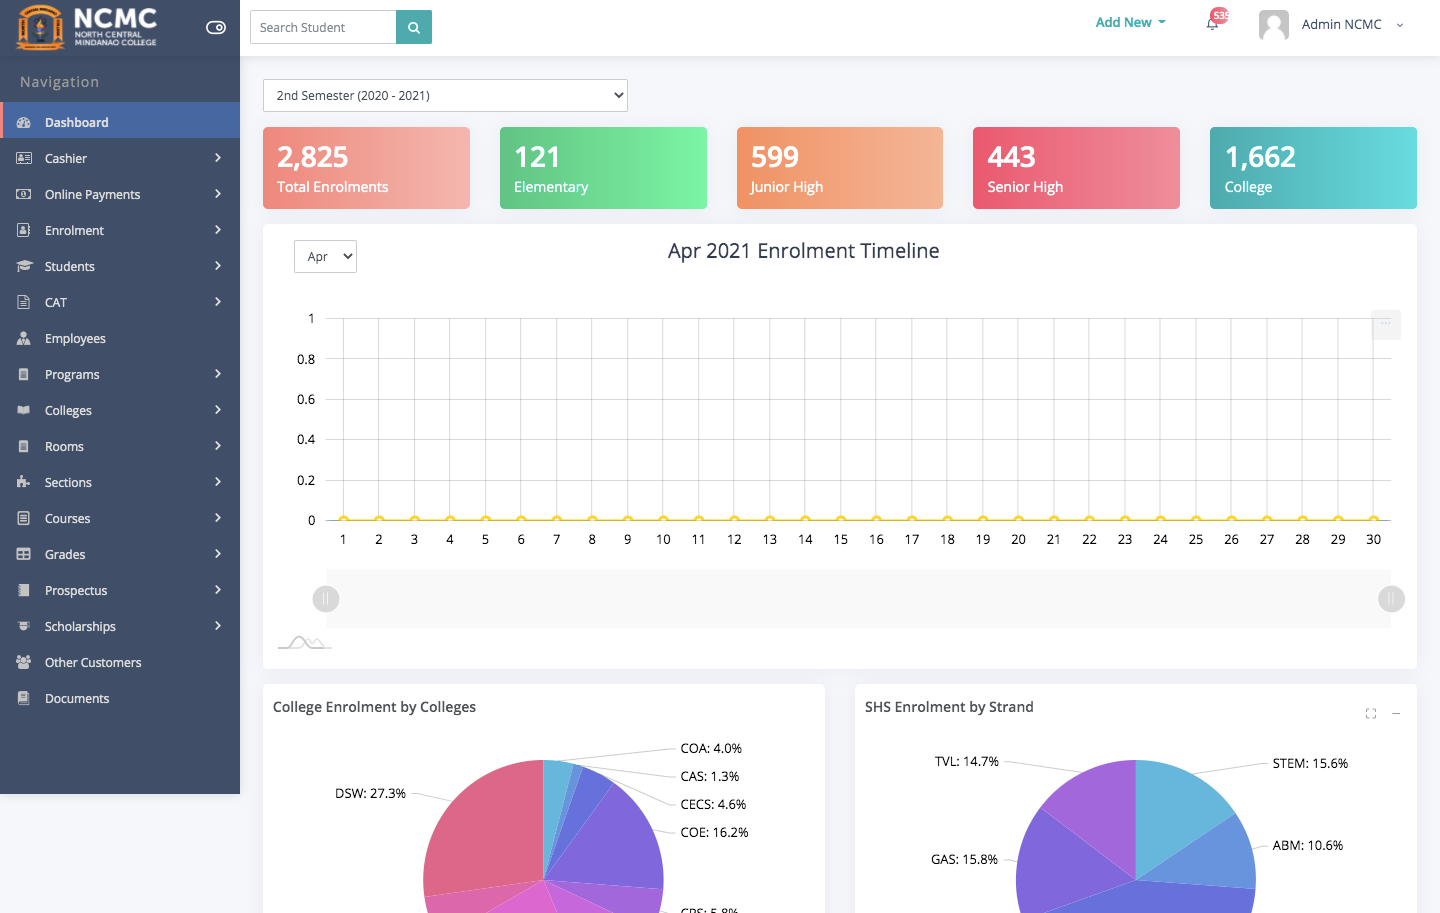 NCMC
NORTH CENTRAL
MINDANAO COLLEGE
Search Student
Add New
535
Admin NCMC
Navigation
Dashboard
Cashier
Online Payments
Enrolment
Students
CAT
Employees
Programs
Colleges
Rooms
Sections
Courses
Grades
Prospectus
Scholarships
Other Customers
Documents
2nd Semester (2020 - 2021)
2,825
Total Enrolments
121
Elementary
599
Junior High
443
Senior High
1,662
College
Apr
Apr 2021 Enrolment Timeline
...
1
0.8
0.6
0.4
0.2
0
1 2 3 4 5 6 7 8 9 10 11 12 13 14 15 16 17 18 19 20 21 22 23 24 25 26 27 28 29 30
College Enrolment by Colleges
COA: 4.0%
CAS: 1.3%
CECS: 4.6%
COE: 16.2%
DSW: 27.3%
SHS Enrolment by Strand
TVL: 14.7%
STEM: 15.6%
ABM: 10.6%
GAS: 15.8%